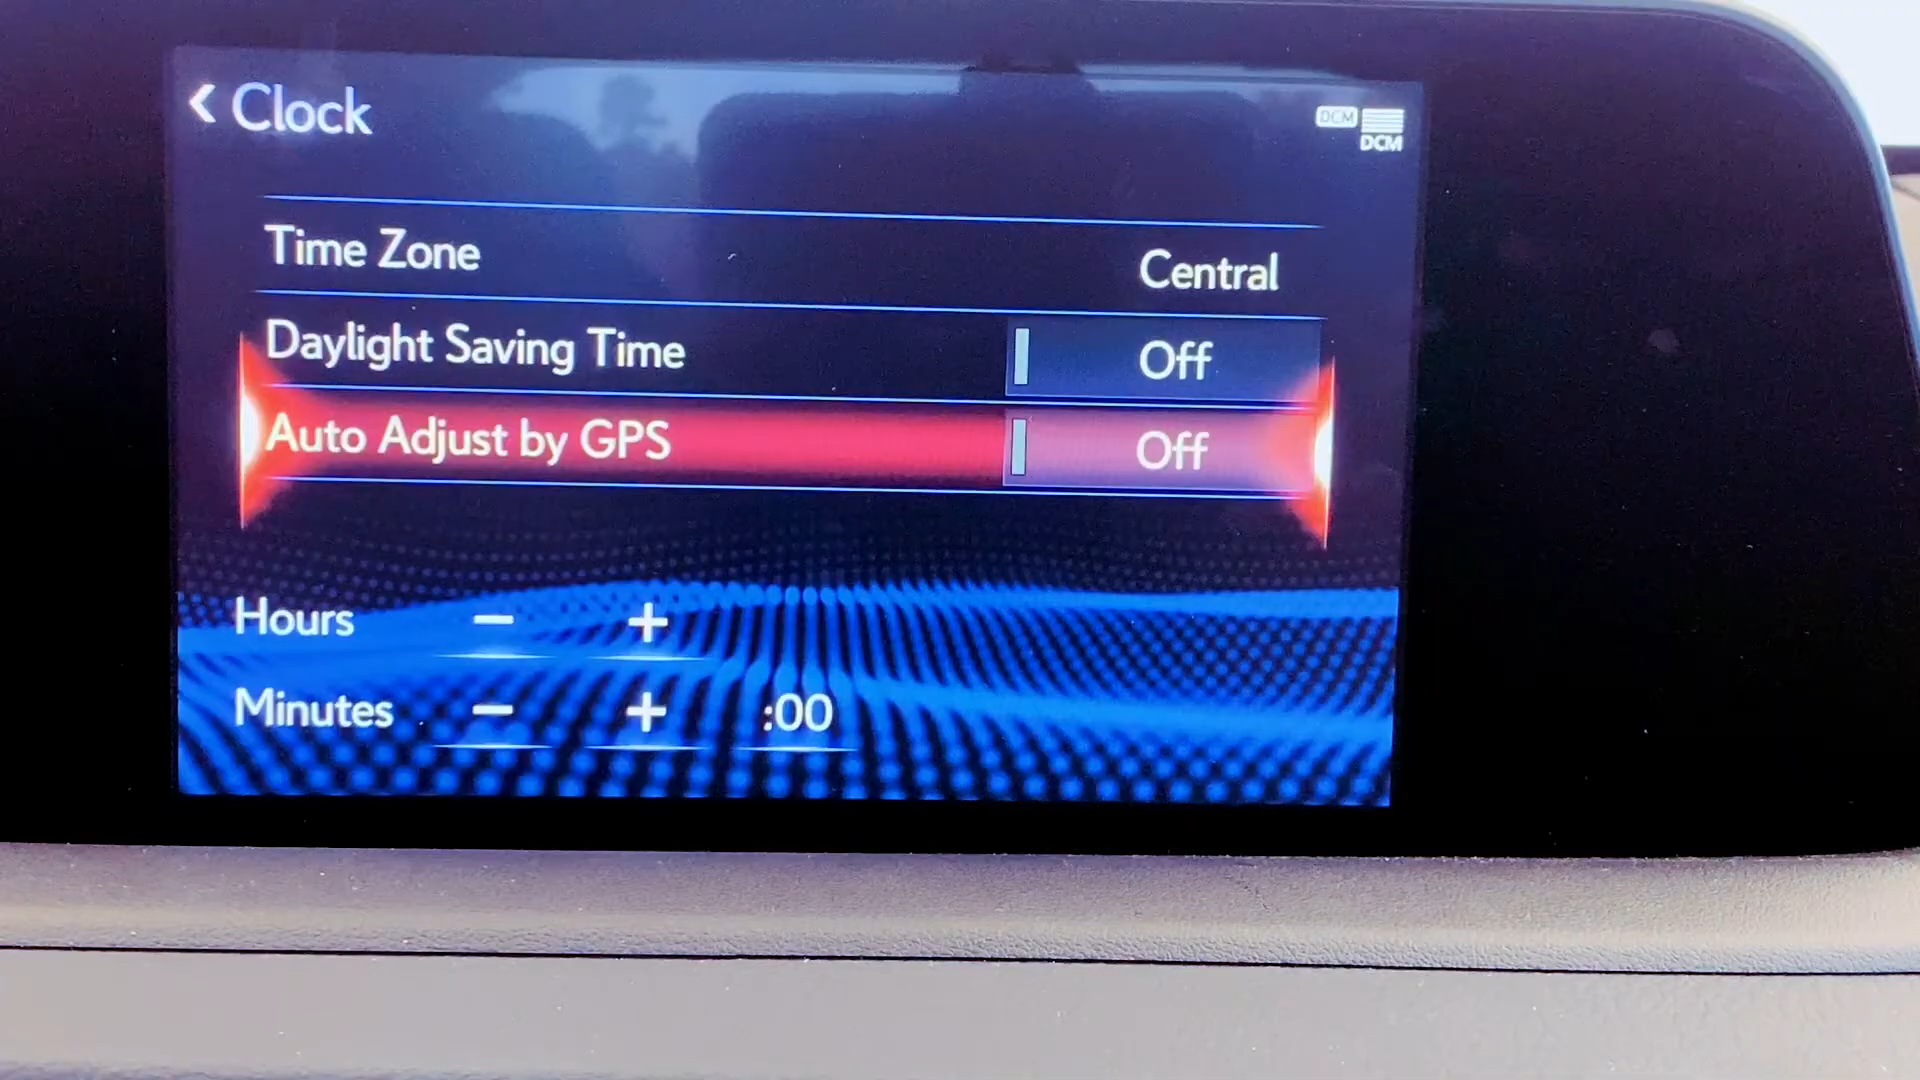 < Clock
DCM
DCM
Time Zone Central
Daylight Saving Time Off
Auto Adjust by GPS Off
Hours - +
Minutes - + :00